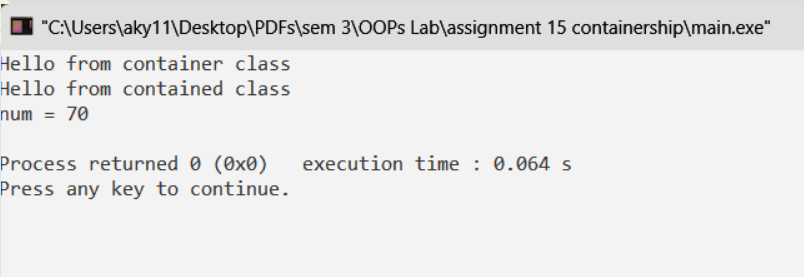 "C:\Users\aky11\Desktop\PDFs\sem 3\OOPs Lab\assignment 15 containership\main.exe"
Hello from container class
Hello from contained class
num = 70
Process returned 0 (0x0)   execution time : 0.064 s
Press any key to continue.